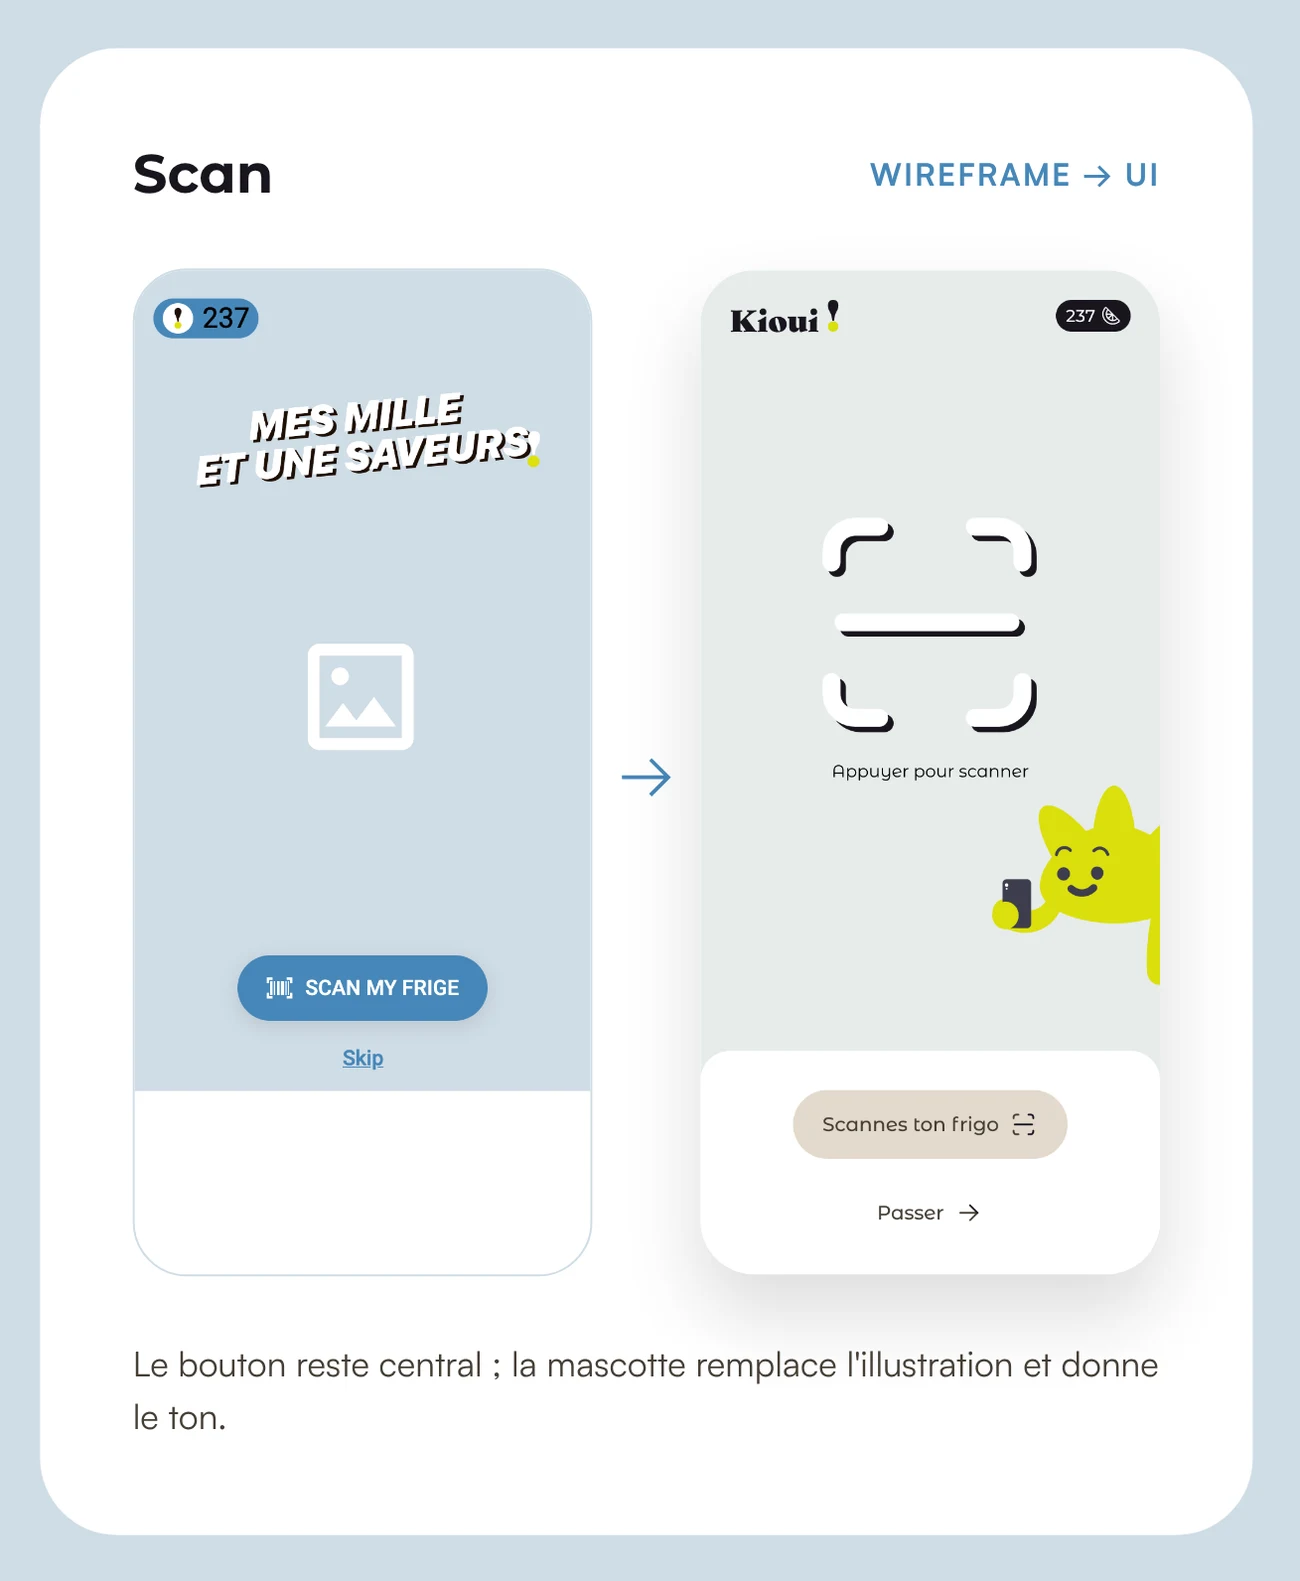 Scan
WIREFRAME → UI
237
MES MILLE
ET UNE SAVEURS!
SCAN MY FRIGE
Skip
Kioui !
237
Appuyer pour scanner
Scannes ton frigo
Passer →
Le bouton reste central ; la mascotte remplace l'illustration et donne
le ton.